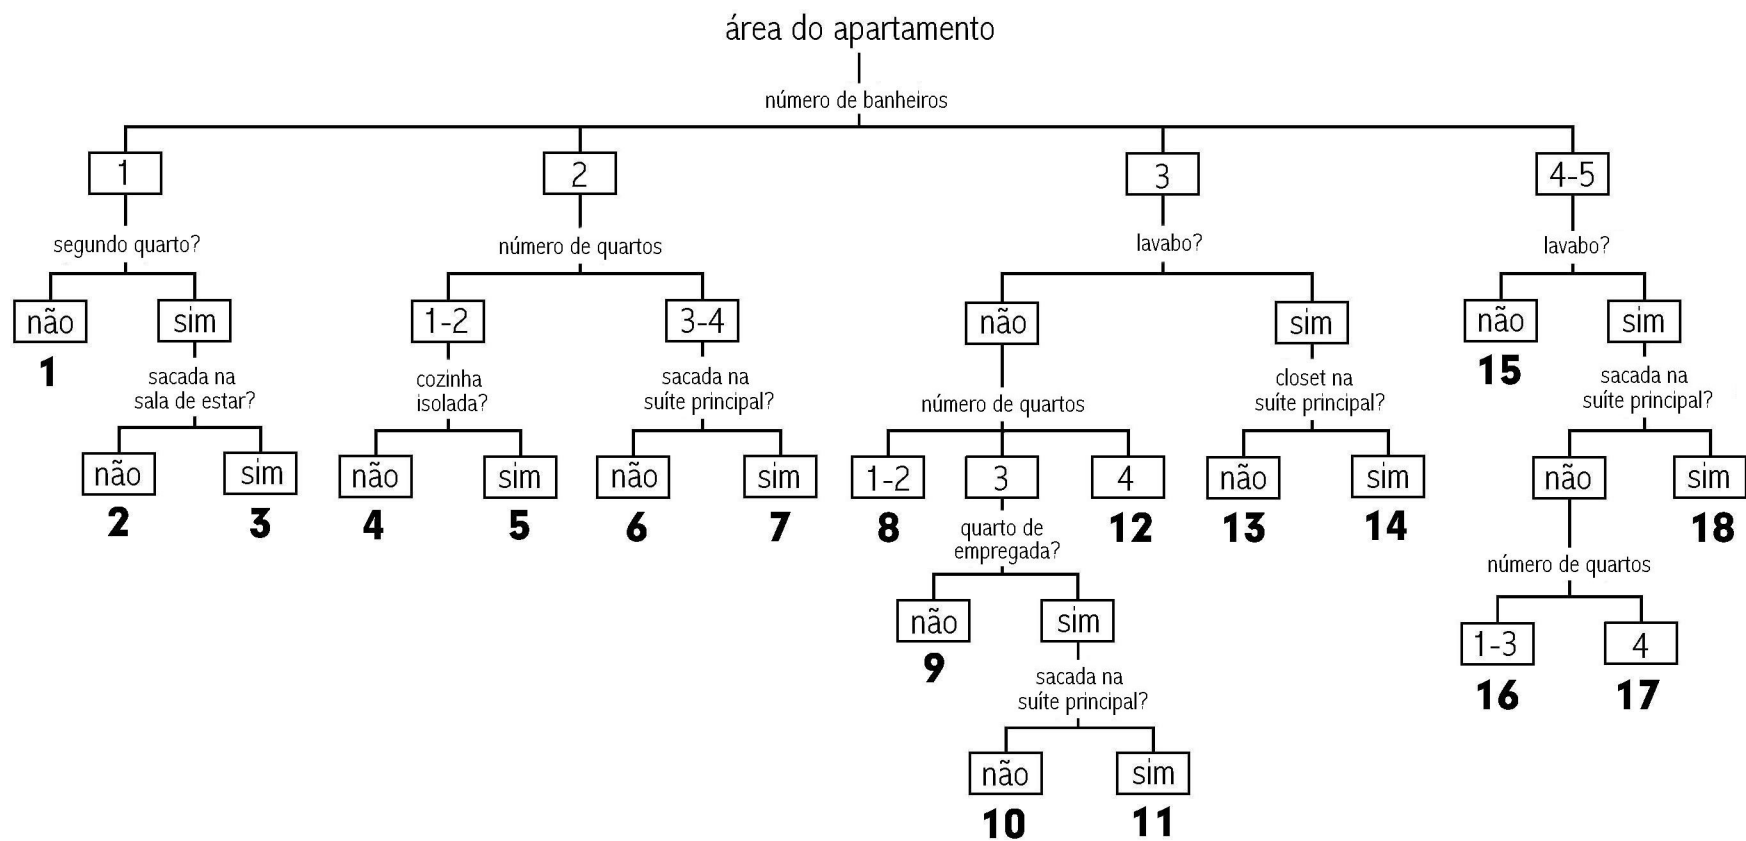 área do apartamento
número de banheiros
1
2
3
4-5
segundo quarto?
número de quartos
lavabo?
lavabo?
não
sim
1-2
3-4
não
sim
não
sim
1
15
sacada na
sala de estar?
cozinha
isolada?
sacada na
suíte principal?
número de quartos
closet na
suíte principal?
sacada na
suíte principal?
não
sim
não
sim
não
sim
1-2
3
4
não
sim
não
sim
2
3
4
5
6
7
8
12
13
14
18
quarto de
empregada?
número de quartos
não
sim
1-3
4
9
16
17
sacada na
suíte principal?
não
sim
10
11